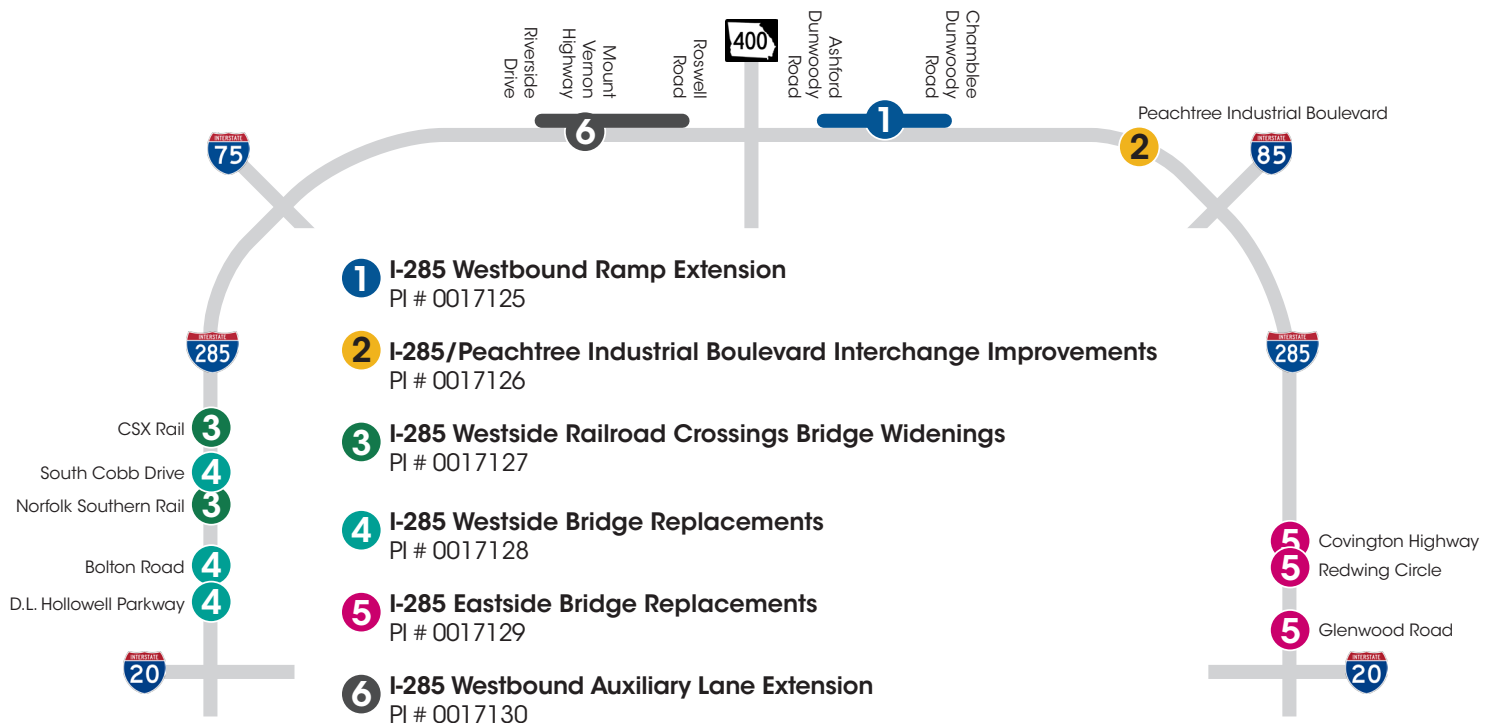 Riverside
Drive
Mount
Vernon
Highway
Roswell
Road
400
Ashford
Dunwoody
Road
Chamblee
Dunwoody
Road
6
1
2
Peachtree Industrial Boulevard
INTERSTATE
75
INTERSTATE
85
1 I-285 Westbound Ramp Extension
PI # 0017125
2 I-285/Peachtree Industrial Boulevard Interchange Improvements
PI # 0017126
3 I-285 Westside Railroad Crossings Bridge Widenings
PI # 0017127
4 I-285 Westside Bridge Replacements
PI # 0017128
5 I-285 Eastside Bridge Replacements
PI # 0017129
6 I-285 Westbound Auxiliary Lane Extension
PI # 0017130
INTERSTATE
285
CSX Rail 3
South Cobb Drive 4
Norfolk Southern Rail 3
Bolton Road 4
D.L. Hollowell Parkway 4
INTERSTATE
20
INTERSTATE
285
5 Covington Highway
5 Redwing Circle
5 Glenwood Road
INTERSTATE
20